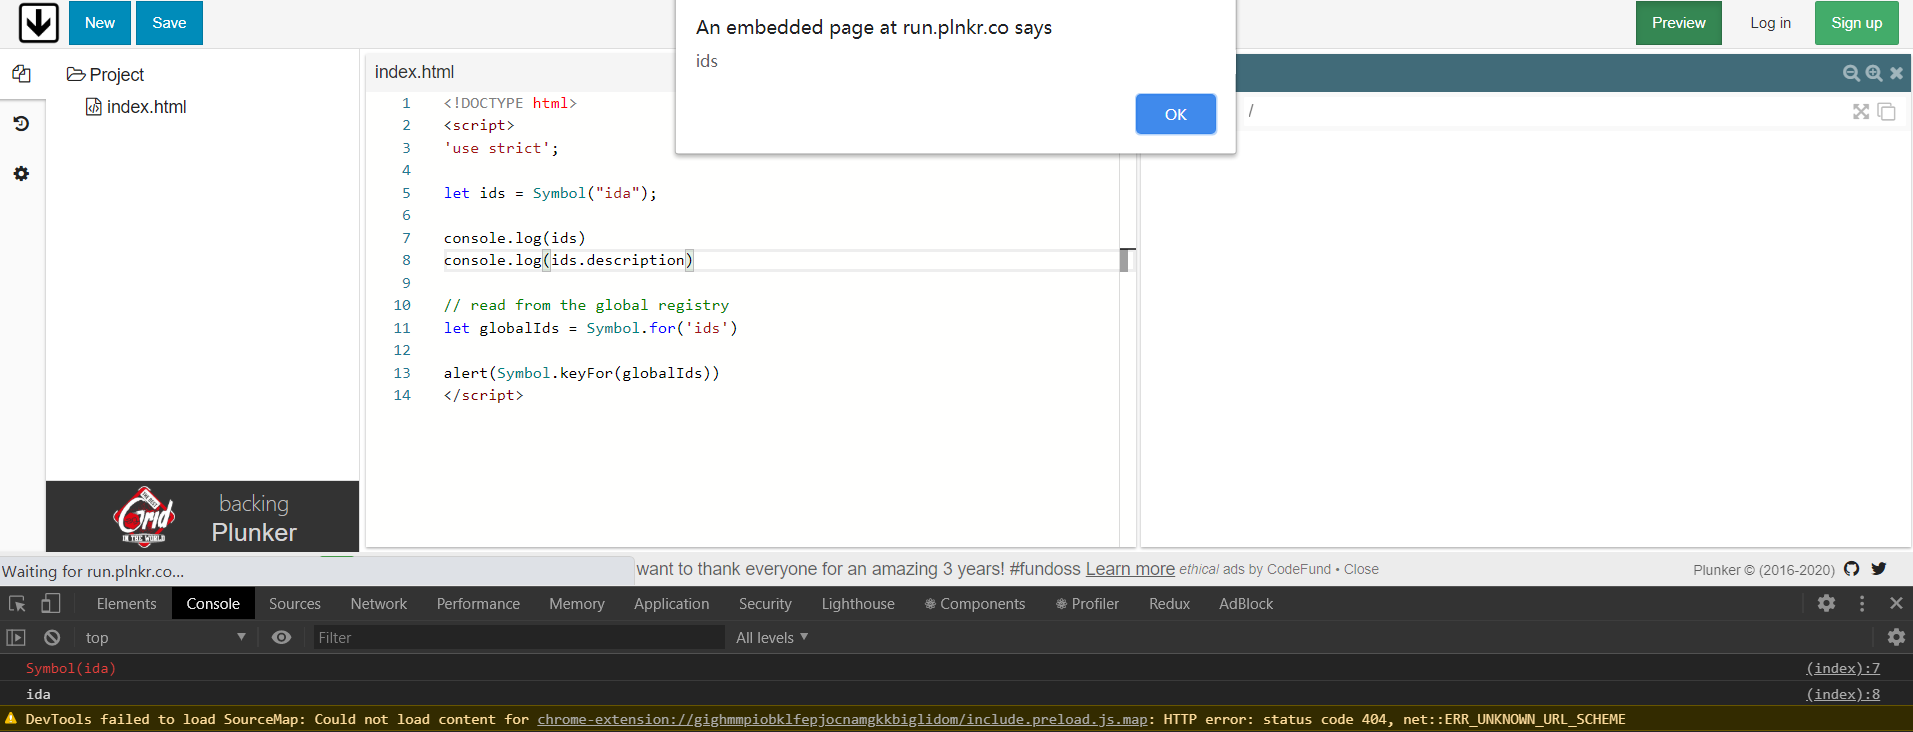 New
Save
An embedded page at run.plnkr.co says
ids
OK
Preview
Log in
Sign up
Project
index.html
index.html
1 <!DOCTYPE html>
2 <script>
3 'use strict';
4
5 let ids = Symbol("ida");
6
7 console.log(ids)
8 console.log(ids.description)
9
10 // read from the global registry
11 let globalIds = Symbol.for('ids')
12
13 alert(Symbol.keyFor(globalIds))
14 </script>
/
Grid
IN THE WORLD
backing
Plunker
Waiting for run.plnkr.co...
want to thank everyone for an amazing 3 years! #fundoss Learn more ethical ads by CodeFund • Close
Plunker © (2016-2020)
Elements Console Sources Network Performance Memory Application Security Lighthouse Components Profiler Redux AdBlock
top
Filter
All levels
Symbol(ida) (index):7
ida (index):8
DevTools failed to load SourceMap: Could not load content for chrome-extension://gighmmpiobklfepjocnamgkkbiglidom/include.preload.js.map: HTTP error: status code 404, net::ERR_UNKNOWN_URL_SCHEME